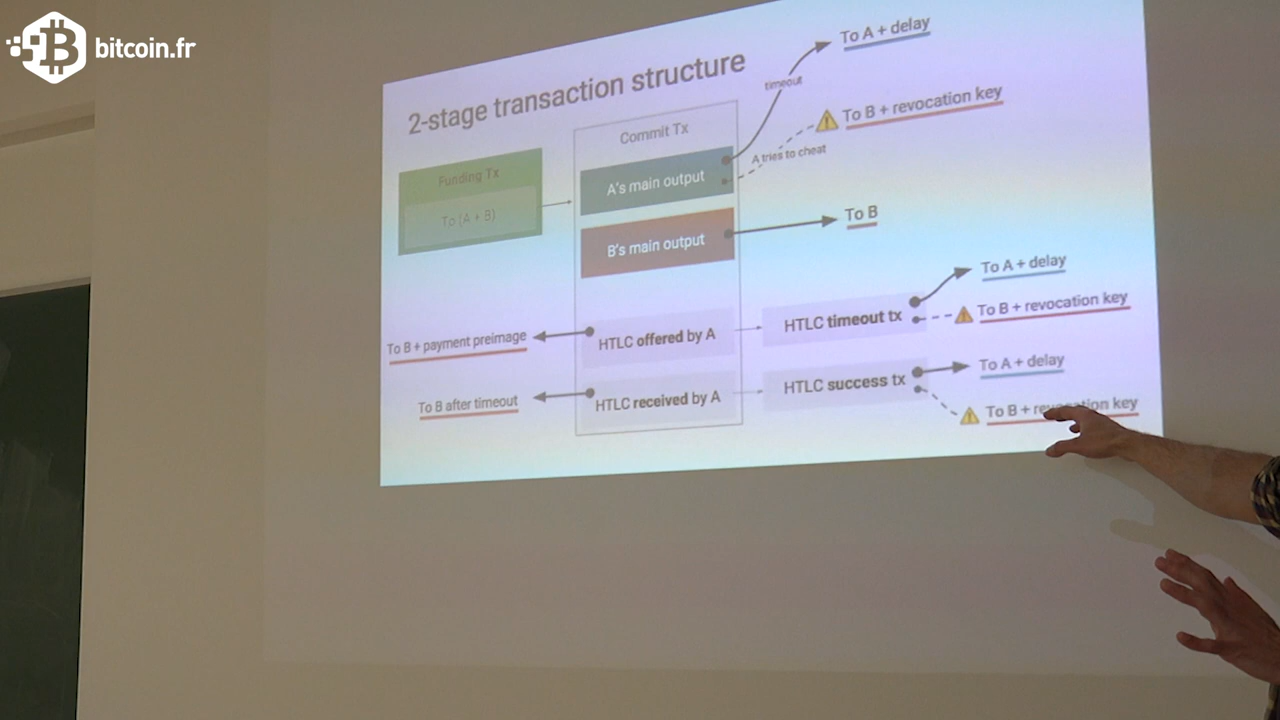 bitcoin.fr
2-stage transaction structure
To A + delay
timeout
To B + revocation key
A tries to cheat
Commit Tx
Funding Tx
To (A + B)
A's main output
B's main output
To B
To A + delay
To B + revocation key
HTLC timeout tx
HTLC offered by A
To B + payment preimage
To A + delay
HTLC success tx
HTLC received by A
To B after timeout
To B + revocation key